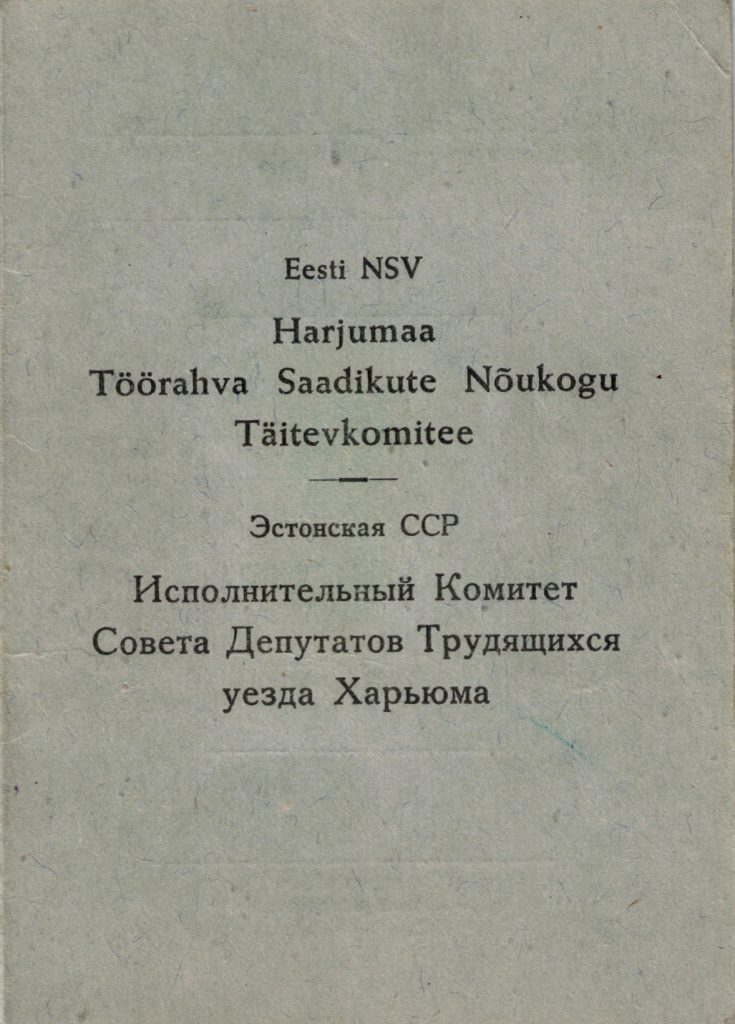 Eesti NSV
Harjumaa
Töörahva Saadikute Nõukogu
Täitevkomitee
Эстонская ССР
Исполнительный Комитет
Совета Депутатов Трудящихся
уезда Харьюма